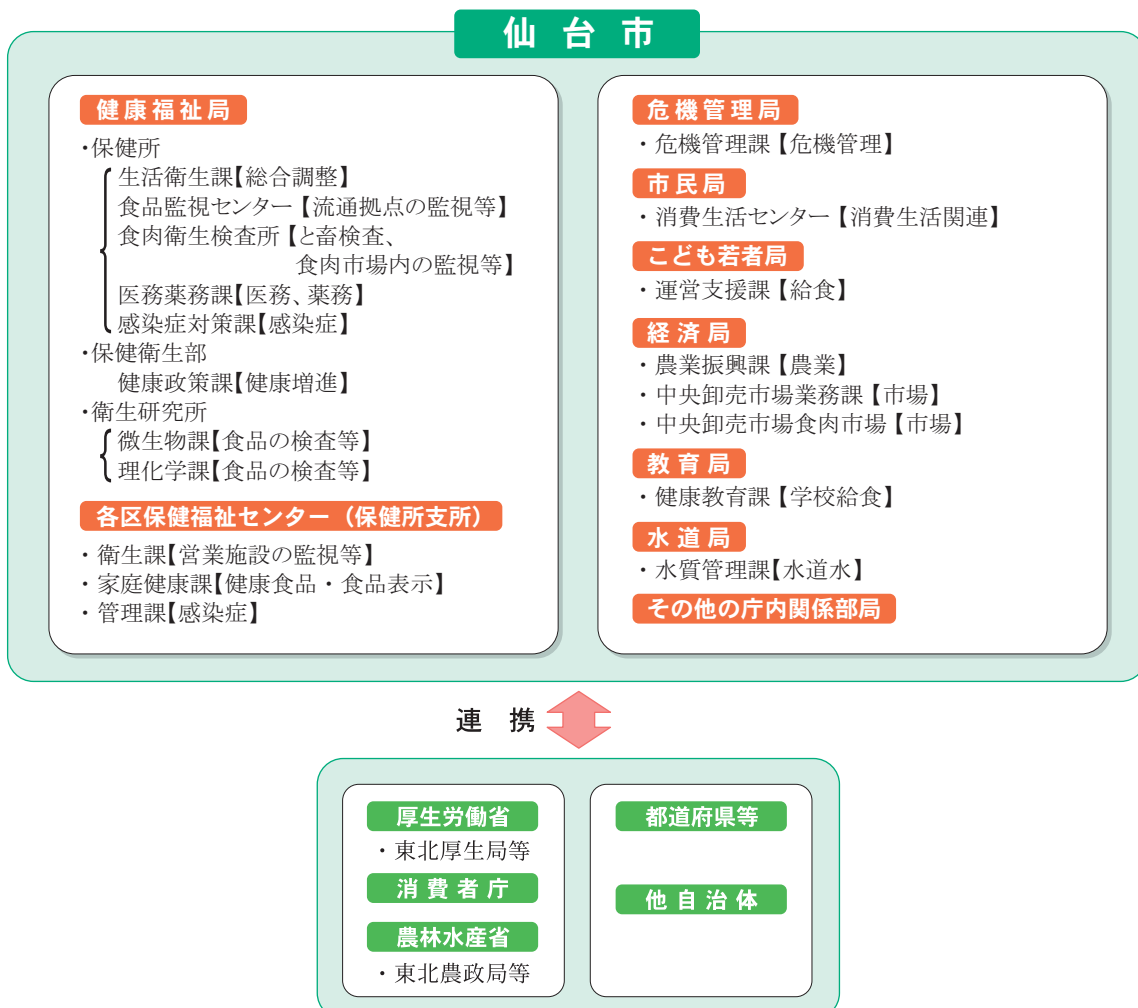 仙台市
健康福祉局
・保健所
生活衛生課【総合調整】
食品監視センター【流通拠点の監視等】
食肉衛生検査所【と畜検査、
食肉市場内の監視等】
医務薬務課【医務、薬務】
感染症対策課【感染症】
・保健衛生部
健康政策課【健康増進】
・衛生研究所
微生物課【食品の検査等】
理化学課【食品の検査等】
各区保健福祉センター（保健所支所）
・衛生課【営業施設の監視等】
・家庭健康課【健康食品・食品表示】
・管理課【感染症】
危機管理局
・危機管理課【危機管理】
市民局
・消費生活センター【消費生活関連】
こども若者局
・運営支援課【給食】
経済局
・農業振興課【農業】
・中央卸売市場業務課【市場】
・中央卸売市場食肉市場【市場】
教育局
・健康教育課【学校給食】
水道局
・水質管理課【水道水】
その他の庁内関係部局
連携
厚生労働省
・東北厚生局等
消費者庁
農林水産省
・東北農政局等
都道府県等
他自治体